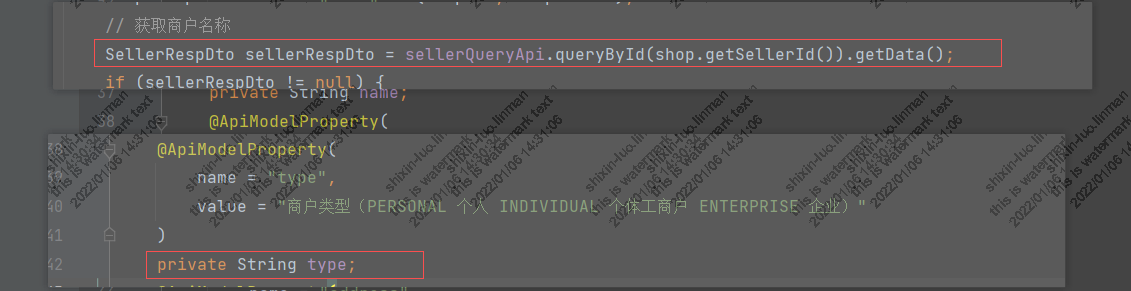 // 获取商户名称
SellerRespDto sellerRespDto = sellerQueryApi.queryById(shop.getSellerId()).getData();
if (sellerRespDto != null) {
37 private String name;
38 @ApiModelProperty(
@ApiModelProperty(
name = "type",
40 value = "商户类型（PERSONAL 个人 INDIVIDUAL 个体工商户 ENTERPRISE 企业）"
41 )
42 private String type;
shixin-luo.linman
this is watermark text
2022/01/06 14:31:06